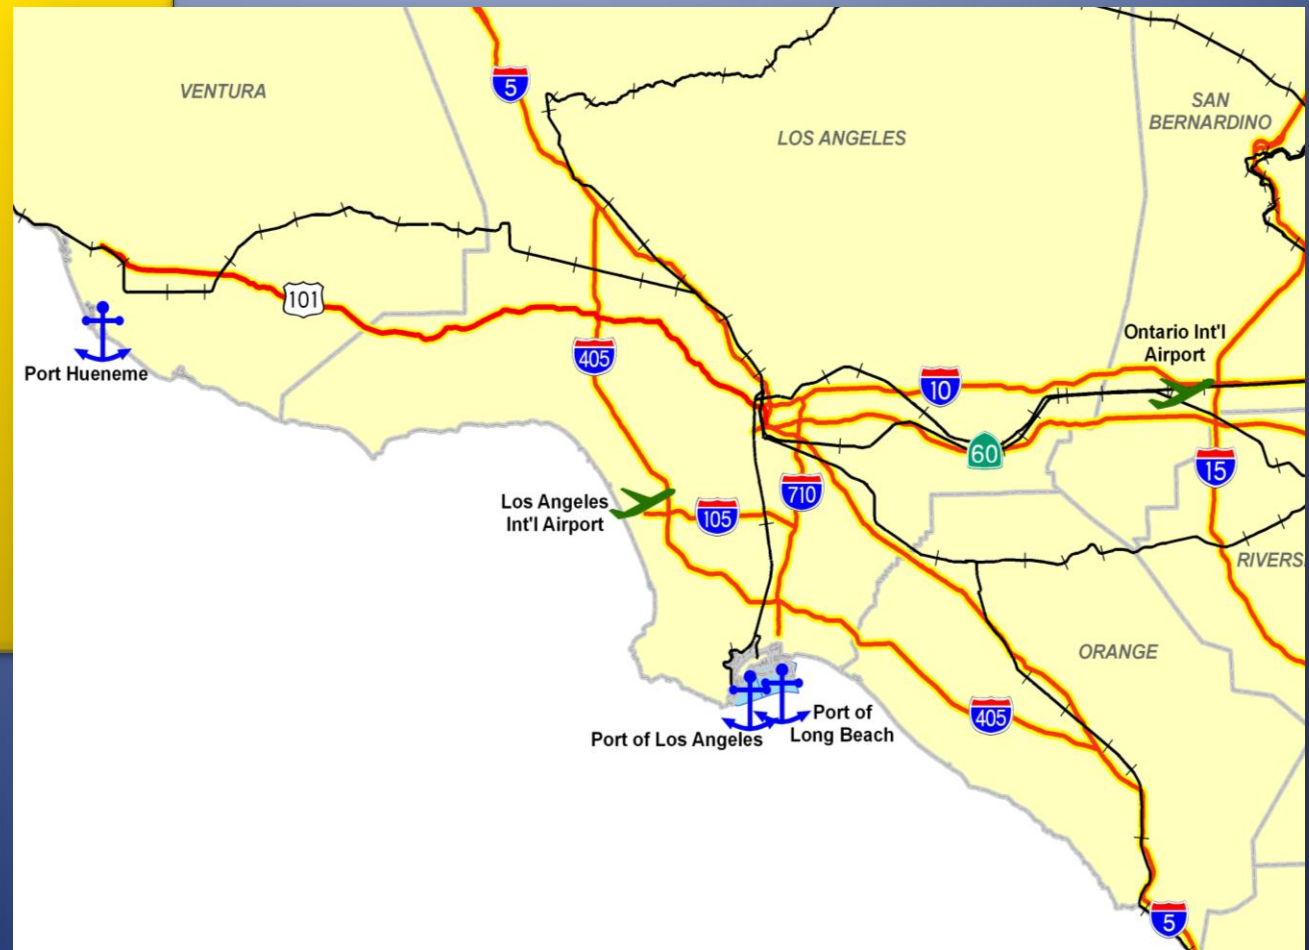 5
VENTURA
SAN
BERNARDINO
LOS ANGELES
101
Ontario Int'l
Airport
405
Port Hueneme
10
60
15
710
Los Angeles
Int'l Airport
105
RIVERS
ORANGE
405
Port of
Long Beach
Port of Los Angeles
5